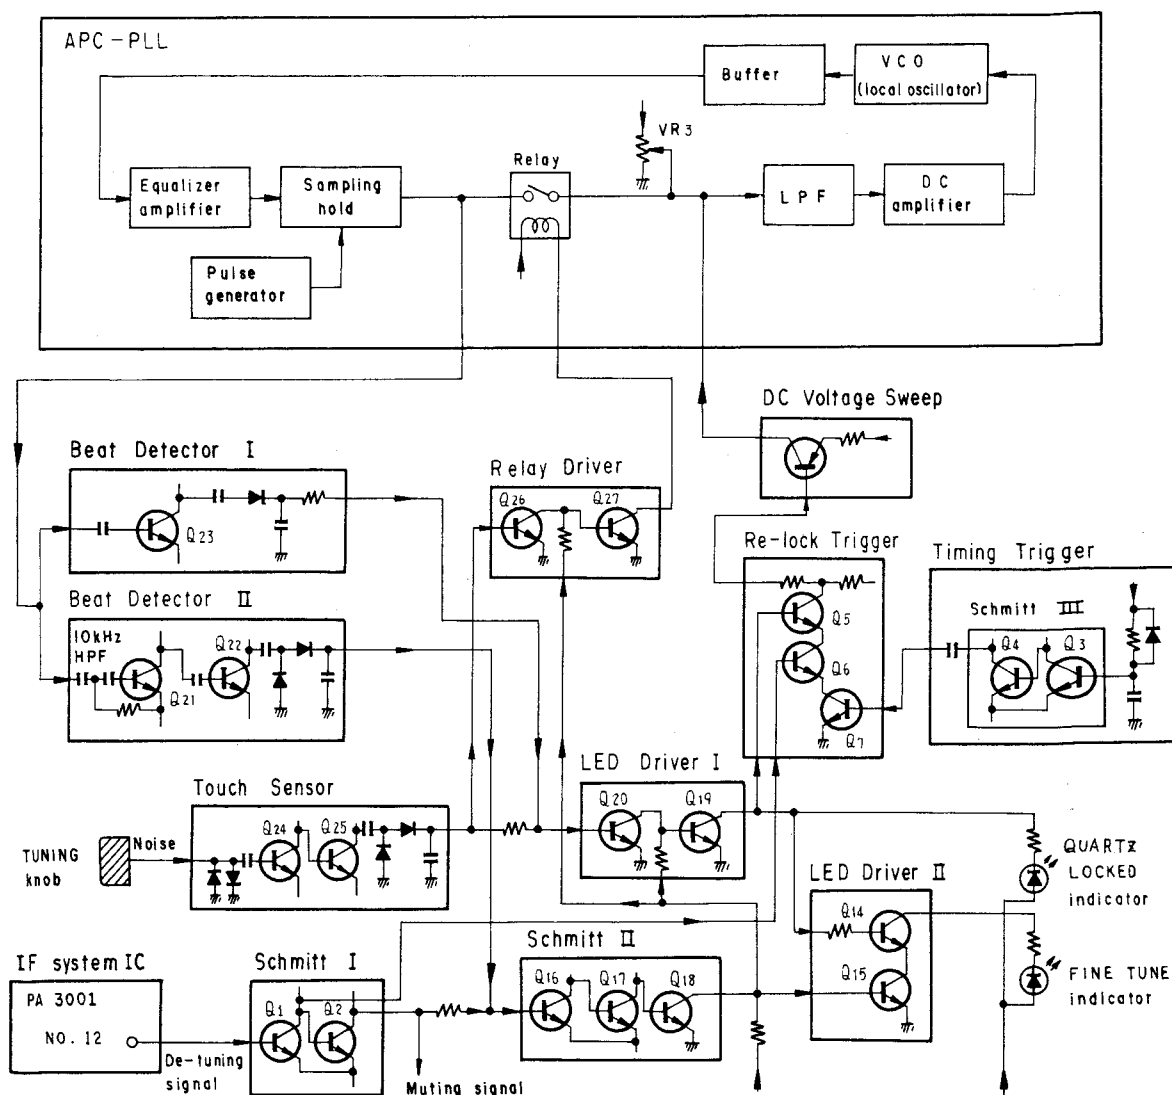 APC-PLL
Buffer
VCO
(local oscillator)
VR3
Relay
Equalizer
amplifier
Sampling
hold
LPF
DC
amplifier
Pulse
generator
DC Voltage Sweep
Beat Detector I
Q23
Relay Driver
Q26
Q27
Re-lock Trigger
Q5
Q6
Q7
Timing Trigger
Schmitt III
Q4
Q3
Beat Detector II
10kHz
HPF
Q21
Q22
Touch Sensor
Q24
Q25
TUNING
knob
Noise
LED Driver I
Q20
Q19
QUARTz
LOCKED
indicator
LED Driver II
Q14
Q15
FINE TUNE
indicator
IF system IC
PA 3001
NO. 12
De-tuning
signal
Schmitt I
Q1
Q2
Muting signal
Schmitt II
Q16
Q17
Q18